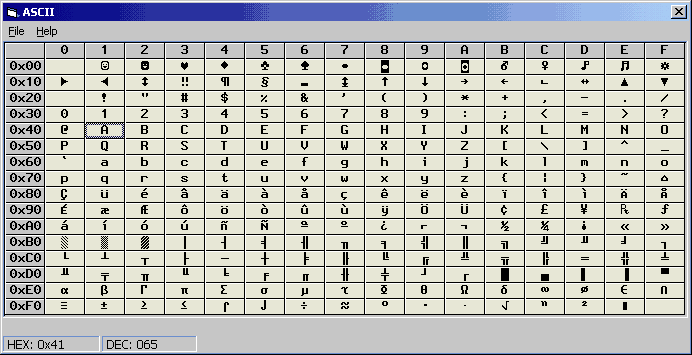 ASCII
File Help
0 1 2 3 4 5 6 7 8 9 A B C D E F
0x00 ☺ ☻ ♥ ♦ ♣ ♠ • ◘ ○ ◙ ♂ ♀ ♪ ♫ ☼
0x10 ► ◄ ↕ ‼ ¶ § ▬ ↨ ↑ ↓ → ← ∟ ↔ ▲ ▼
0x20 ! " # $ % & ' ( ) * + , - . /
0x30 0 1 2 3 4 5 6 7 8 9 : ; < = > ?
0x40 @ A B C D E F G H I J K L M N O
0x50 P Q R S T U V W X Y Z [ \ ] ^ _
0x60 ` a b c d e f g h i j k l m n o
0x70 p q r s t u v w x y z { ¦ } ~ ⌂
0x80 Ç ü é â ä à å ç ê ë è ï î ì Ä Å
0x90 É æ Æ ô ö ò û ù ÿ Ö Ü ¢ £ ¥ ₧ ƒ
0xA0 á í ó ú ñ Ñ ª º ¿ ⌐ ¬ ½ ¼ ¡ « »
0xB0 ░ ▒ ▓ │ ┤ ╡ ╢ ╖ ╕ ╣ ║ ╗ ╝ ╜ ╛ ┐
0xC0 └ ┴ ┬ ├ ─ ┼ ╞ ╟ ╚ ╔ ╩ ╦ ╠ ═ ╬ ╧
0xD0 ╨ ╤ ╥ ╙ ╘ ╒ ╓ ╫ ╪ ┘ ┌ █ ▄ ▌ ▐ ▀
0xE0 α ß Γ π Σ σ µ τ Φ θ Ω δ ∞ ø ε ∩
0xF0 ≡ ± ≥ ≤ ⌠ ⌡ ÷ ≈ ° · · √ ⁿ ² ■
HEX: 0x41 DEC: 065